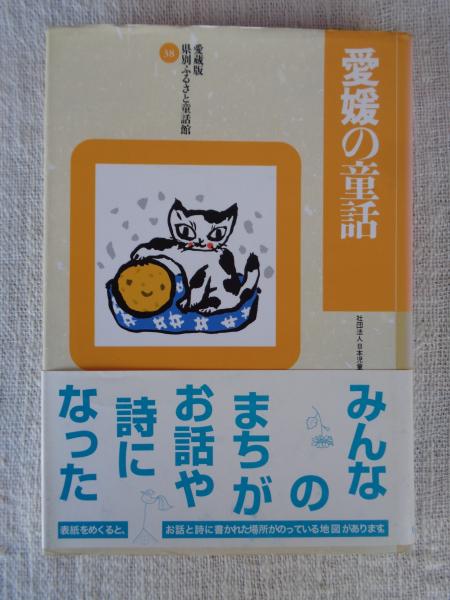 愛媛の童話
愛蔵版
県別ふるさと童話館
38
社団法人日本児童
みんな
の
まちが
お話や
詩に
なった
表紙をめくると、
お話と詩に書かれた場所がのっている地図があります。